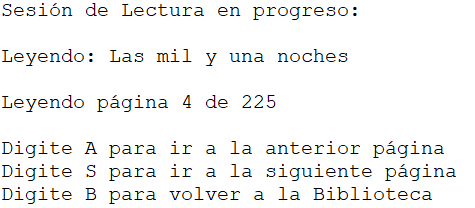 Sesión de Lectura en progreso:
Leyendo: Las mil y una noches
Leyendo página 4 de 225
Digite A para ir a la anterior página
Digite S para ir a la siguiente página
Digite B para volver a la Biblioteca